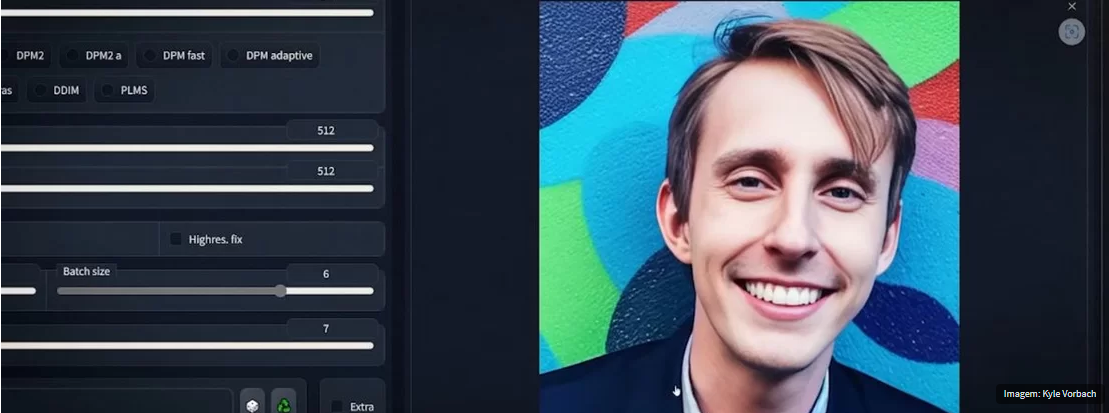 DPM2 DPM2 a DPM fast DPM adaptive
as DDIM PLMS
512
512
Highres. fix
Batch size 6
7
Extra
Imagem: Kyle Vorbach